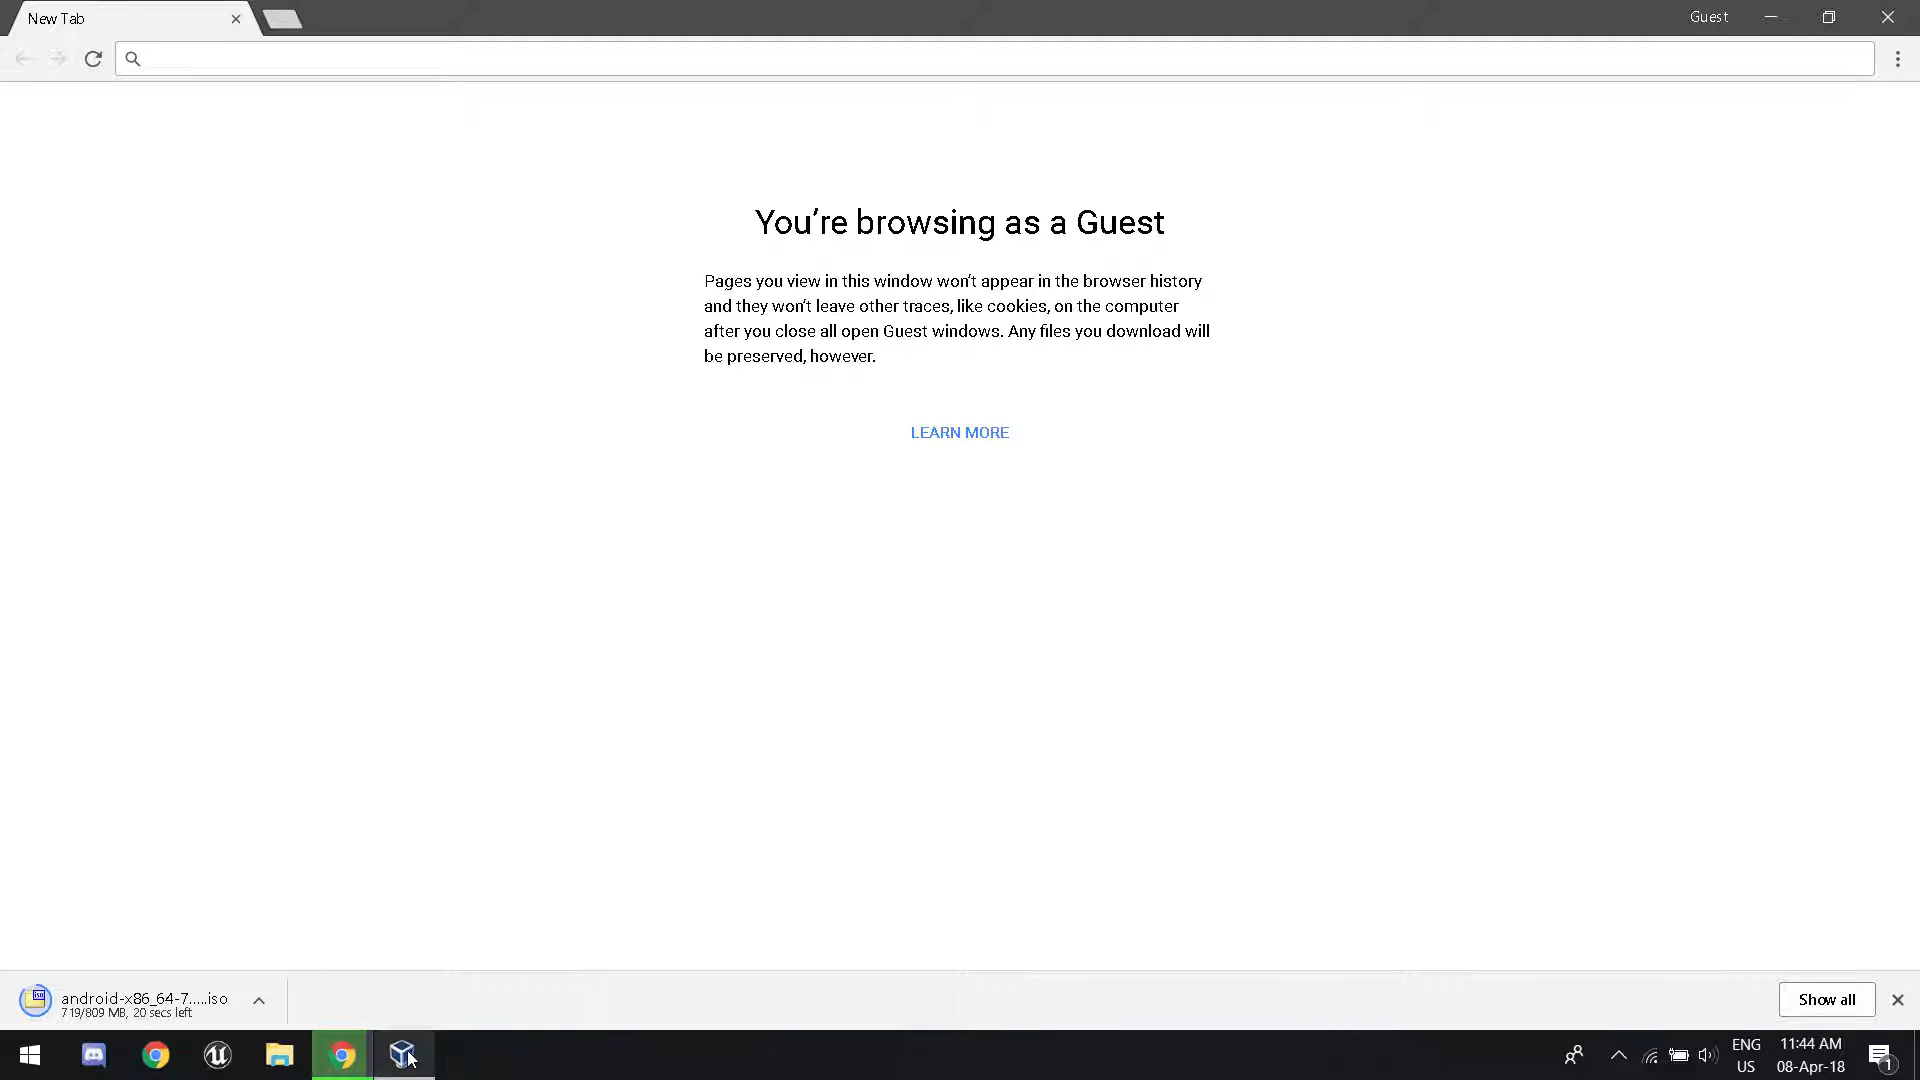 New Tab
Guest
You're browsing as a Guest
Pages you view in this window won't appear in the browser history
and they won't leave other traces, like cookies, on the computer
after you close all open Guest windows. Any files you download will
be preserved, however.
LEARN MORE
android-x86_64-7.....iso
719/809 MB, 20 secs left
Show all
ENG
US
11:44 AM
08-Apr-18
1